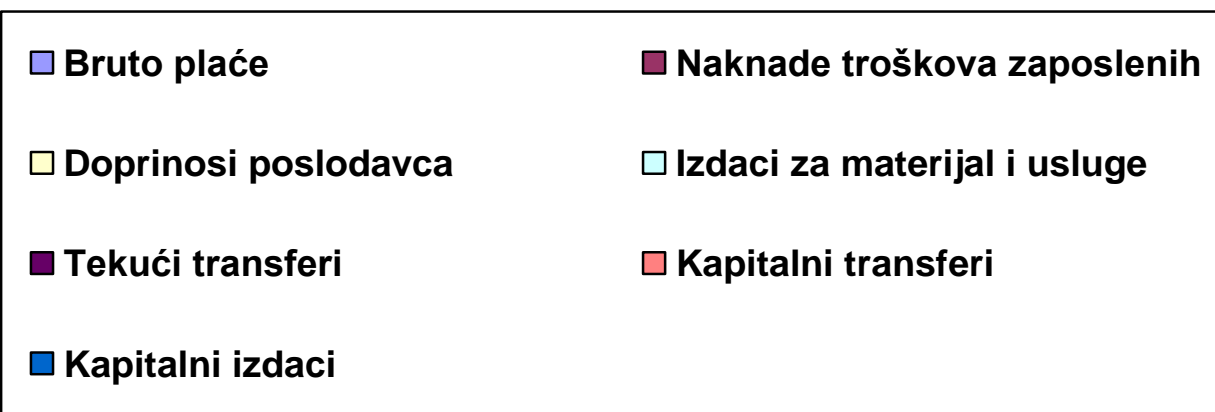 Bruto plaće
Naknade troškova zaposlenih
Doprinosi poslodavca
Izdaci za materijal i usluge
Tekući transferi
Kapitalni transferi
Kapitalni izdaci